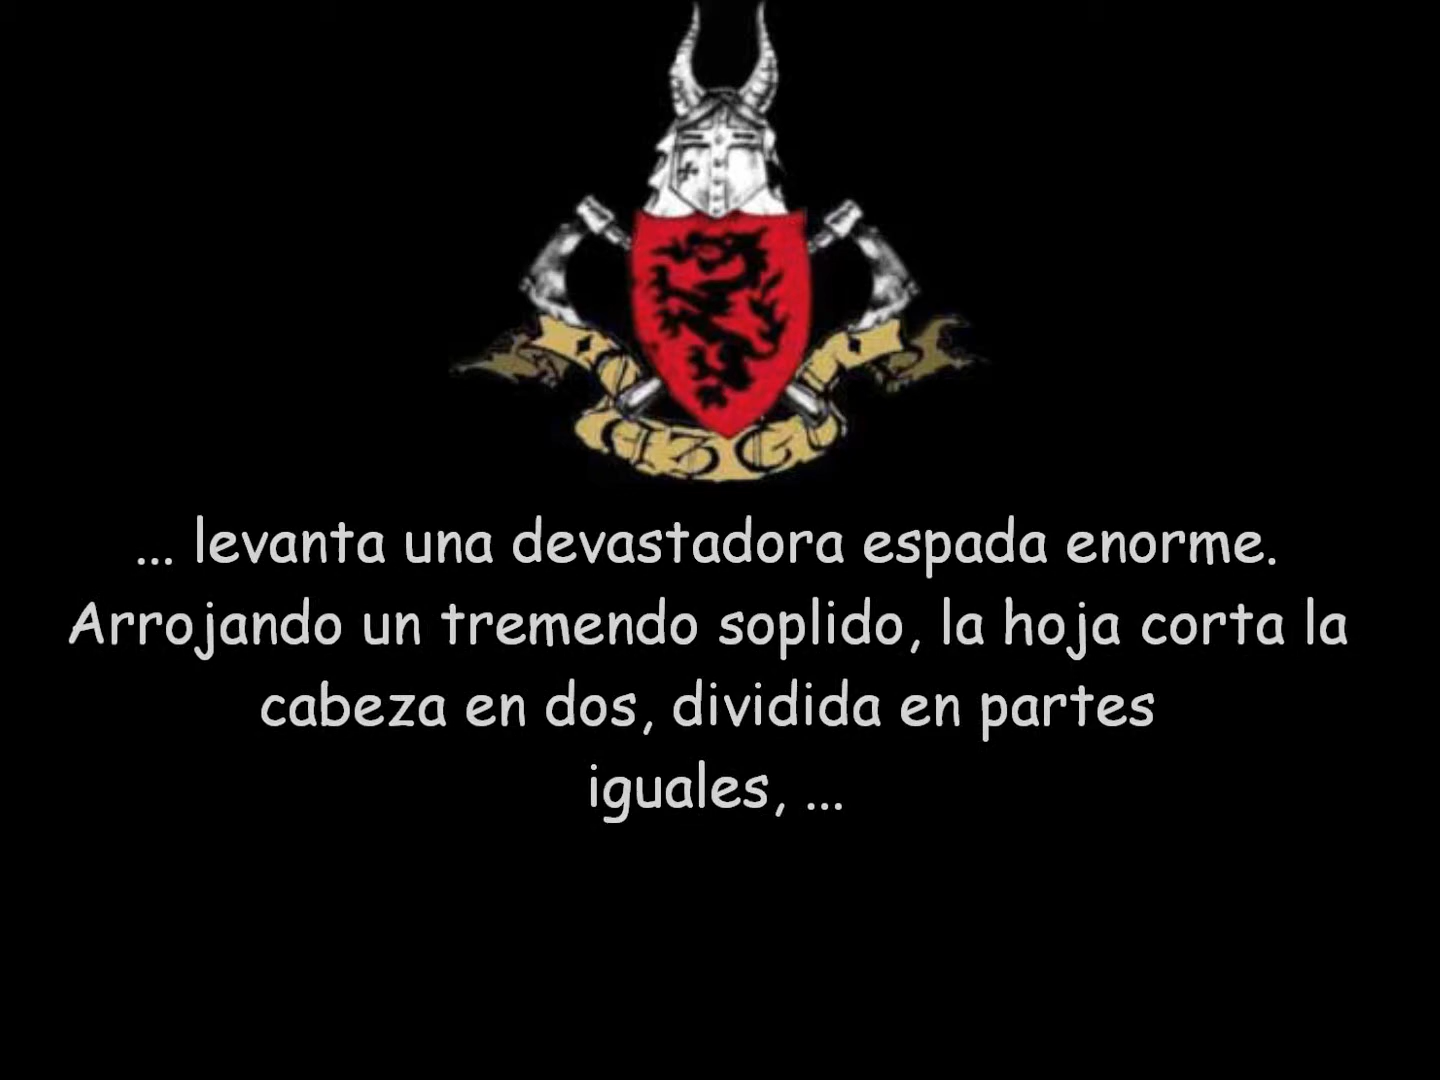 ... levanta una devastadora espada enorme.
Arrojando un tremendo soplido, la hoja corta la
cabeza en dos, dividida en partes
iguales, ...